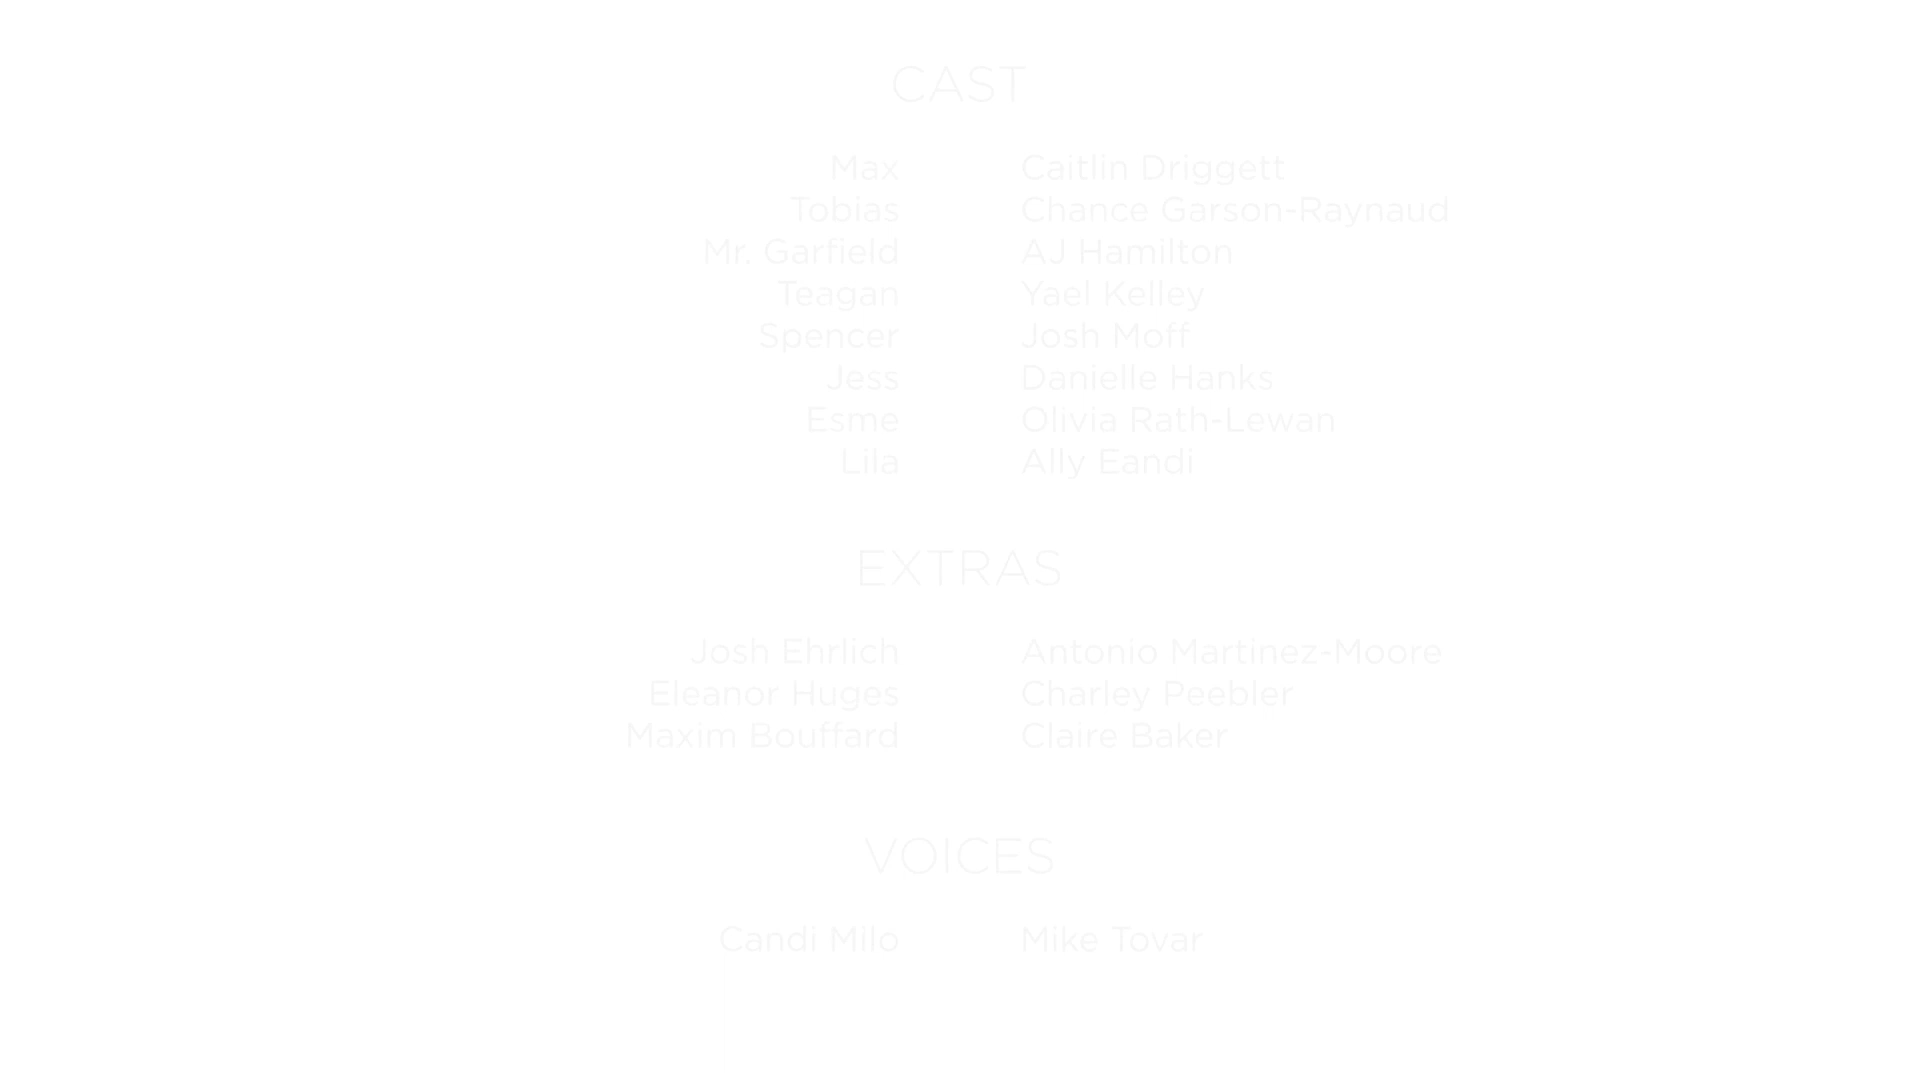 CAST
Max Caitlin Driggett
Tobias Chance Garson-Raynaud
Mr. Garfield AJ Hamilton
Teagan Yael Kelley
Spencer Josh Moff
Jess Danielle Hanks
Esme Olivia Rath-Lewan
Lila Ally Eandi
EXTRAS
Josh Ehrlich Antonio Martinez-Moore
Eleanor Huges Charley Peebler
Maxim Bouffard Claire Baker
VOICES
Candi Milo Mike Tovar